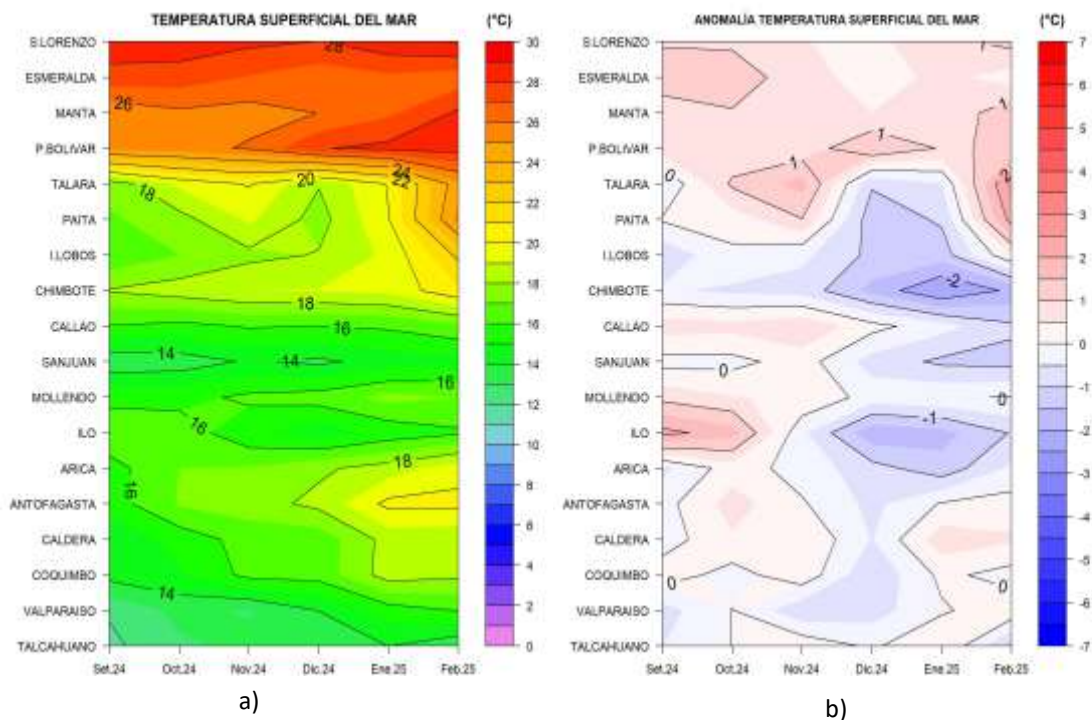 TEMPERATURA SUPERFICIAL DEL MAR (°C)
S.LORENZO
ESMERALDA
MANTA
P.BOLIVAR
TALARA
PAITA
I.LOBOS
CHIMBOTE
CALLAO
SANJUAN
MOLLENDO
ILO
ARICA
ANTOFAGASTA
CALDERA
COQUIMBO
VALPARAISO
TALCAHUANO
Set.24 Oct.24 Nov.24 Dic.24 Ene.25 Feb.25
28
26
24
22
20
18
18
16
14
14
16
16
18
16
14
30
28
26
24
22
20
18
16
14
12
10
8
6
4
2
0
a)
ANOMALÍA TEMPERATURA SUPERFICIAL DEL MAR (°C)
S.LORENZO
ESMERALDA
MANTA
P.BOLIVAR
TALARA
PAITA
I.LOBOS
CHIMBOTE
CALLAO
SANJUAN
MOLLENDO
ILO
ARICA
ANTOFAGASTA
CALDERA
COQUIMBO
VALPARAISO
TALCAHUANO
Set.24 Oct.24 Nov.24 Dic.24 Ene.25 Feb.25
1
1
1
1
0
2
-2
0
0
-1
0
0
7
6
5
4
3
2
1
0
-1
-2
-3
-4
-5
-6
-7
b)